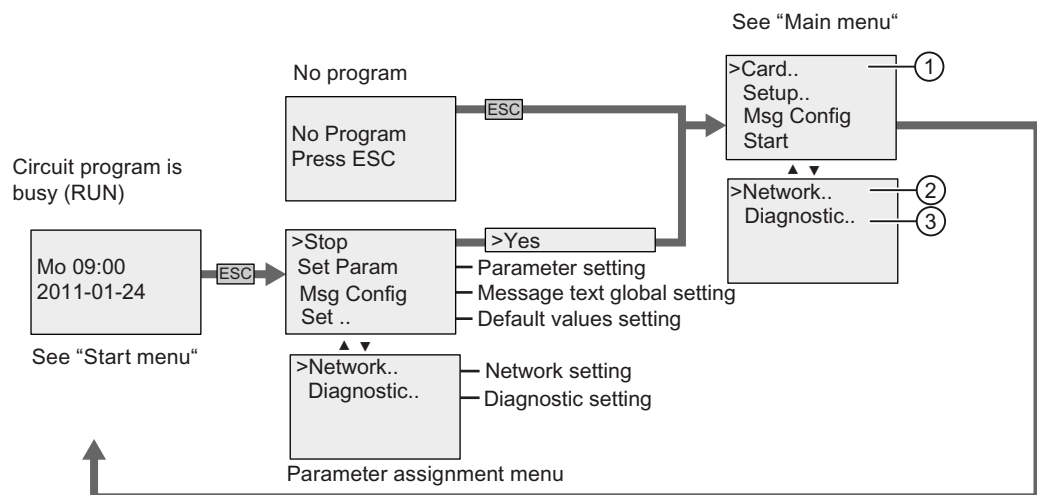 See “Main menu“
>Card..
Setup..
Msg Config
Start
1
▲ ▼
>Network..
Diagnostic..
2
3
No program
No Program
Press ESC
ESC
Circuit program is
busy (RUN)
Mo 09:00
2011-01-24
ESC
See “Start menu“
>Stop
Set Param
Msg Config
Set ..
>Yes
Parameter setting
Message text global setting
Default values setting
▲ ▼
>Network..
Diagnostic..
Network setting
Diagnostic setting
Parameter assignment menu